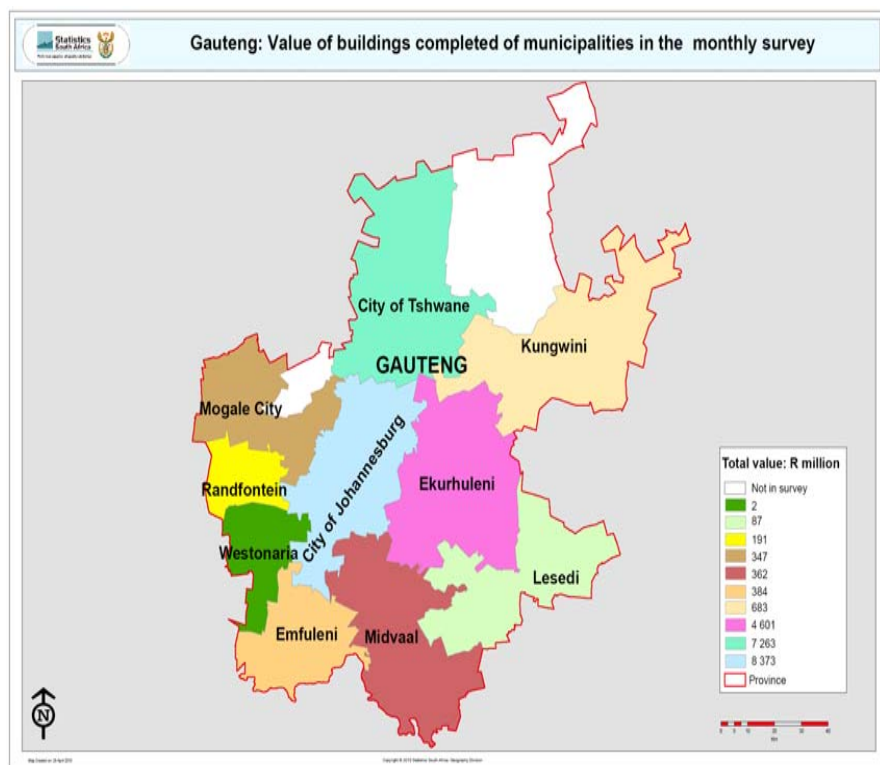 Statistics
South Africa
Gauteng: Value of buildings completed of municipalities in the monthly survey
City of Tshwane
Kungwini
GAUTENG
Mogale City
City of Johannesburg
Ekurhuleni
Randfontein
Westonaria
Lesedi
Emfuleni
Midvaal
Total value: R million
Not in survey
2
87
191
347
362
384
683
4 601
7 263
8 373
Province
N